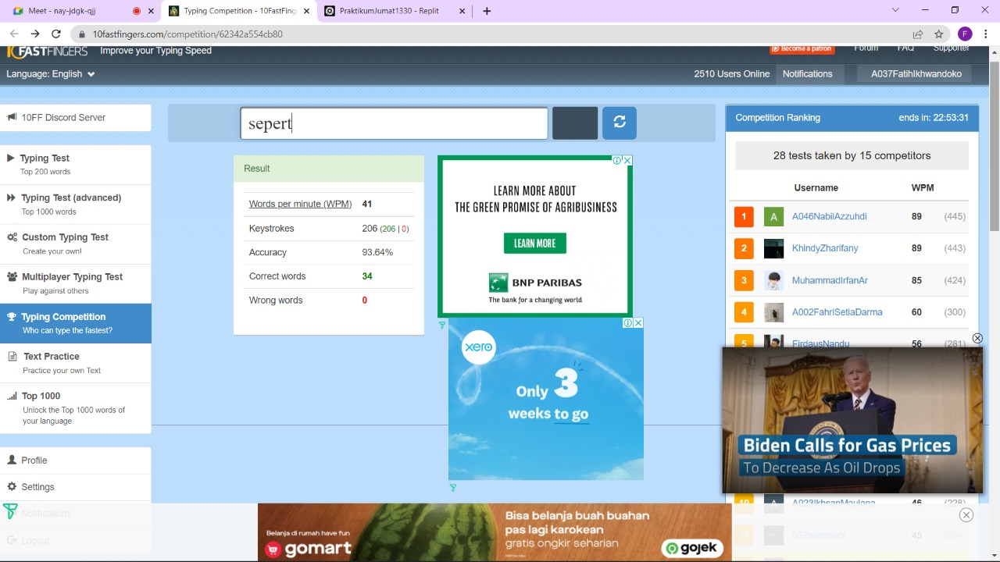 Meet - nay-jdgk-qjj
Typing Competition - 10FastFinge
PraktikumJumat1330 - Replit
10fastfingers.com/competition/62342a554cb80
F
10FASTFINGERS
Improve your Typing Speed
Become a patron
Forum
FAQ
Supporter
Language: English
2510 Users Online
Notifications
A037FatihIkhwandoko
10FF Discord Server
Typing Test
Top 200 words
Typing Test (advanced)
Top 1000 words
Custom Typing Test
Create your own!
Multiplayer Typing Test
Play against others
Typing Competition
Who can type the fastest?
Text Practice
Practice your own Text
Top 1000
Unlock the Top 1000 words of
your language
Profile
Settings
Notifications
Logout
sepert
Result
Words per minute (WPM) 41
Keystrokes 206 (206 | 0)
Accuracy 93.64%
Correct words 34
Wrong words 0
LEARN MORE ABOUT
THE GREEN PROMISE OF AGRIBUSINESS
LEARN MORE
BNP PARIBAS
The bank for a changing world
xero
Only 3
weeks to go
Competition Ranking ends in: 22:53:31
28 tests taken by 15 competitors
Username WPM
1 A A046NabilAzzuhdi 89 (445)
2 KhindyZharifany 89 (443)
3 MuhammadIrfanAr 85 (424)
4 A002FahriSetiaDarma 60 (300)
5 FirdausNandu 56 (281)
Biden Calls for Gas Prices
To Decrease As Oil Drops
10 A A023IkhsanMaulana 46 (228)
11 45 (224)
Belanja di rumah have fun
gomart
Bisa belanja buah buahan
pas lagi karokean
gratis ongkir seharian
gojek